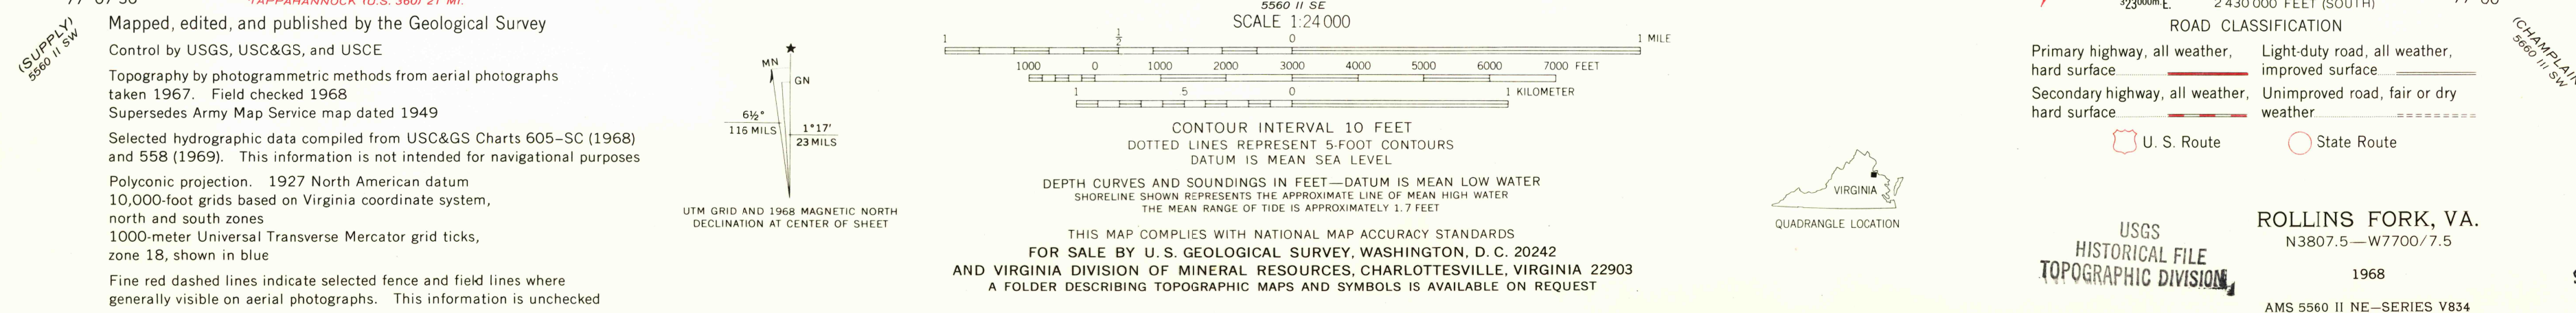 (SUPPLY)
5560 II SW
TAPPAHANNOCK (U.S. 360) 21 MI.
Mapped, edited, and published by the Geological Survey
Control by USGS, USC&GS, and USCE
Topography by photogrammetric methods from aerial photographs
taken 1967. Field checked 1968
Supersedes Army Map Service map dated 1949
Selected hydrographic data compiled from USC&GS Charts 605–SC (1968)
and 558 (1969). This information is not intended for navigational purposes
Polyconic projection. 1927 North American datum
10,000-foot grids based on Virginia coordinate system,
north and south zones
1000-meter Universal Transverse Mercator grid ticks,
zone 18, shown in blue
Fine red dashed lines indicate selected fence and field lines where
generally visible on aerial photographs. This information is unchecked
MN
GN
6½°
116 MILS
1°17′
23 MILS
UTM GRID AND 1968 MAGNETIC NORTH
DECLINATION AT CENTER OF SHEET
5560 II SE
SCALE 1:24 000
1 ½ 0 1 MILE
1000 0 1000 2000 3000 4000 5000 6000 7000 FEET
1 5 0 1 KILOMETER
CONTOUR INTERVAL 10 FEET
DOTTED LINES REPRESENT 5-FOOT CONTOURS
DATUM IS MEAN SEA LEVEL
DEPTH CURVES AND SOUNDINGS IN FEET—DATUM IS MEAN LOW WATER
SHORELINE SHOWN REPRESENTS THE APPROXIMATE LINE OF MEAN HIGH WATER
THE MEAN RANGE OF TIDE IS APPROXIMATELY 1.7 FEET
THIS MAP COMPLIES WITH NATIONAL MAP ACCURACY STANDARDS
FOR SALE BY U. S. GEOLOGICAL SURVEY, WASHINGTON, D. C. 20242
AND VIRGINIA DIVISION OF MINERAL RESOURCES, CHARLOTTESVILLE, VIRGINIA 22903
A FOLDER DESCRIBING TOPOGRAPHIC MAPS AND SYMBOLS IS AVAILABLE ON REQUEST
VIRGINIA
QUADRANGLE LOCATION
323000m.E.
2 430 000 FEET (SOUTH)
ROAD CLASSIFICATION
Primary highway, all weather,
hard surface
Light-duty road, all weather,
improved surface
Secondary highway, all weather,
hard surface
Unimproved road, fair or dry
weather
U. S. Route
State Route
(CHAMPLAIN
5660 III SW
USGS
HISTORICAL FILE
TOPOGRAPHIC DIVISION
ROLLINS FORK, VA.
N3807.5—W7700/7.5
1968
AMS 5560 II NE—SERIES V834